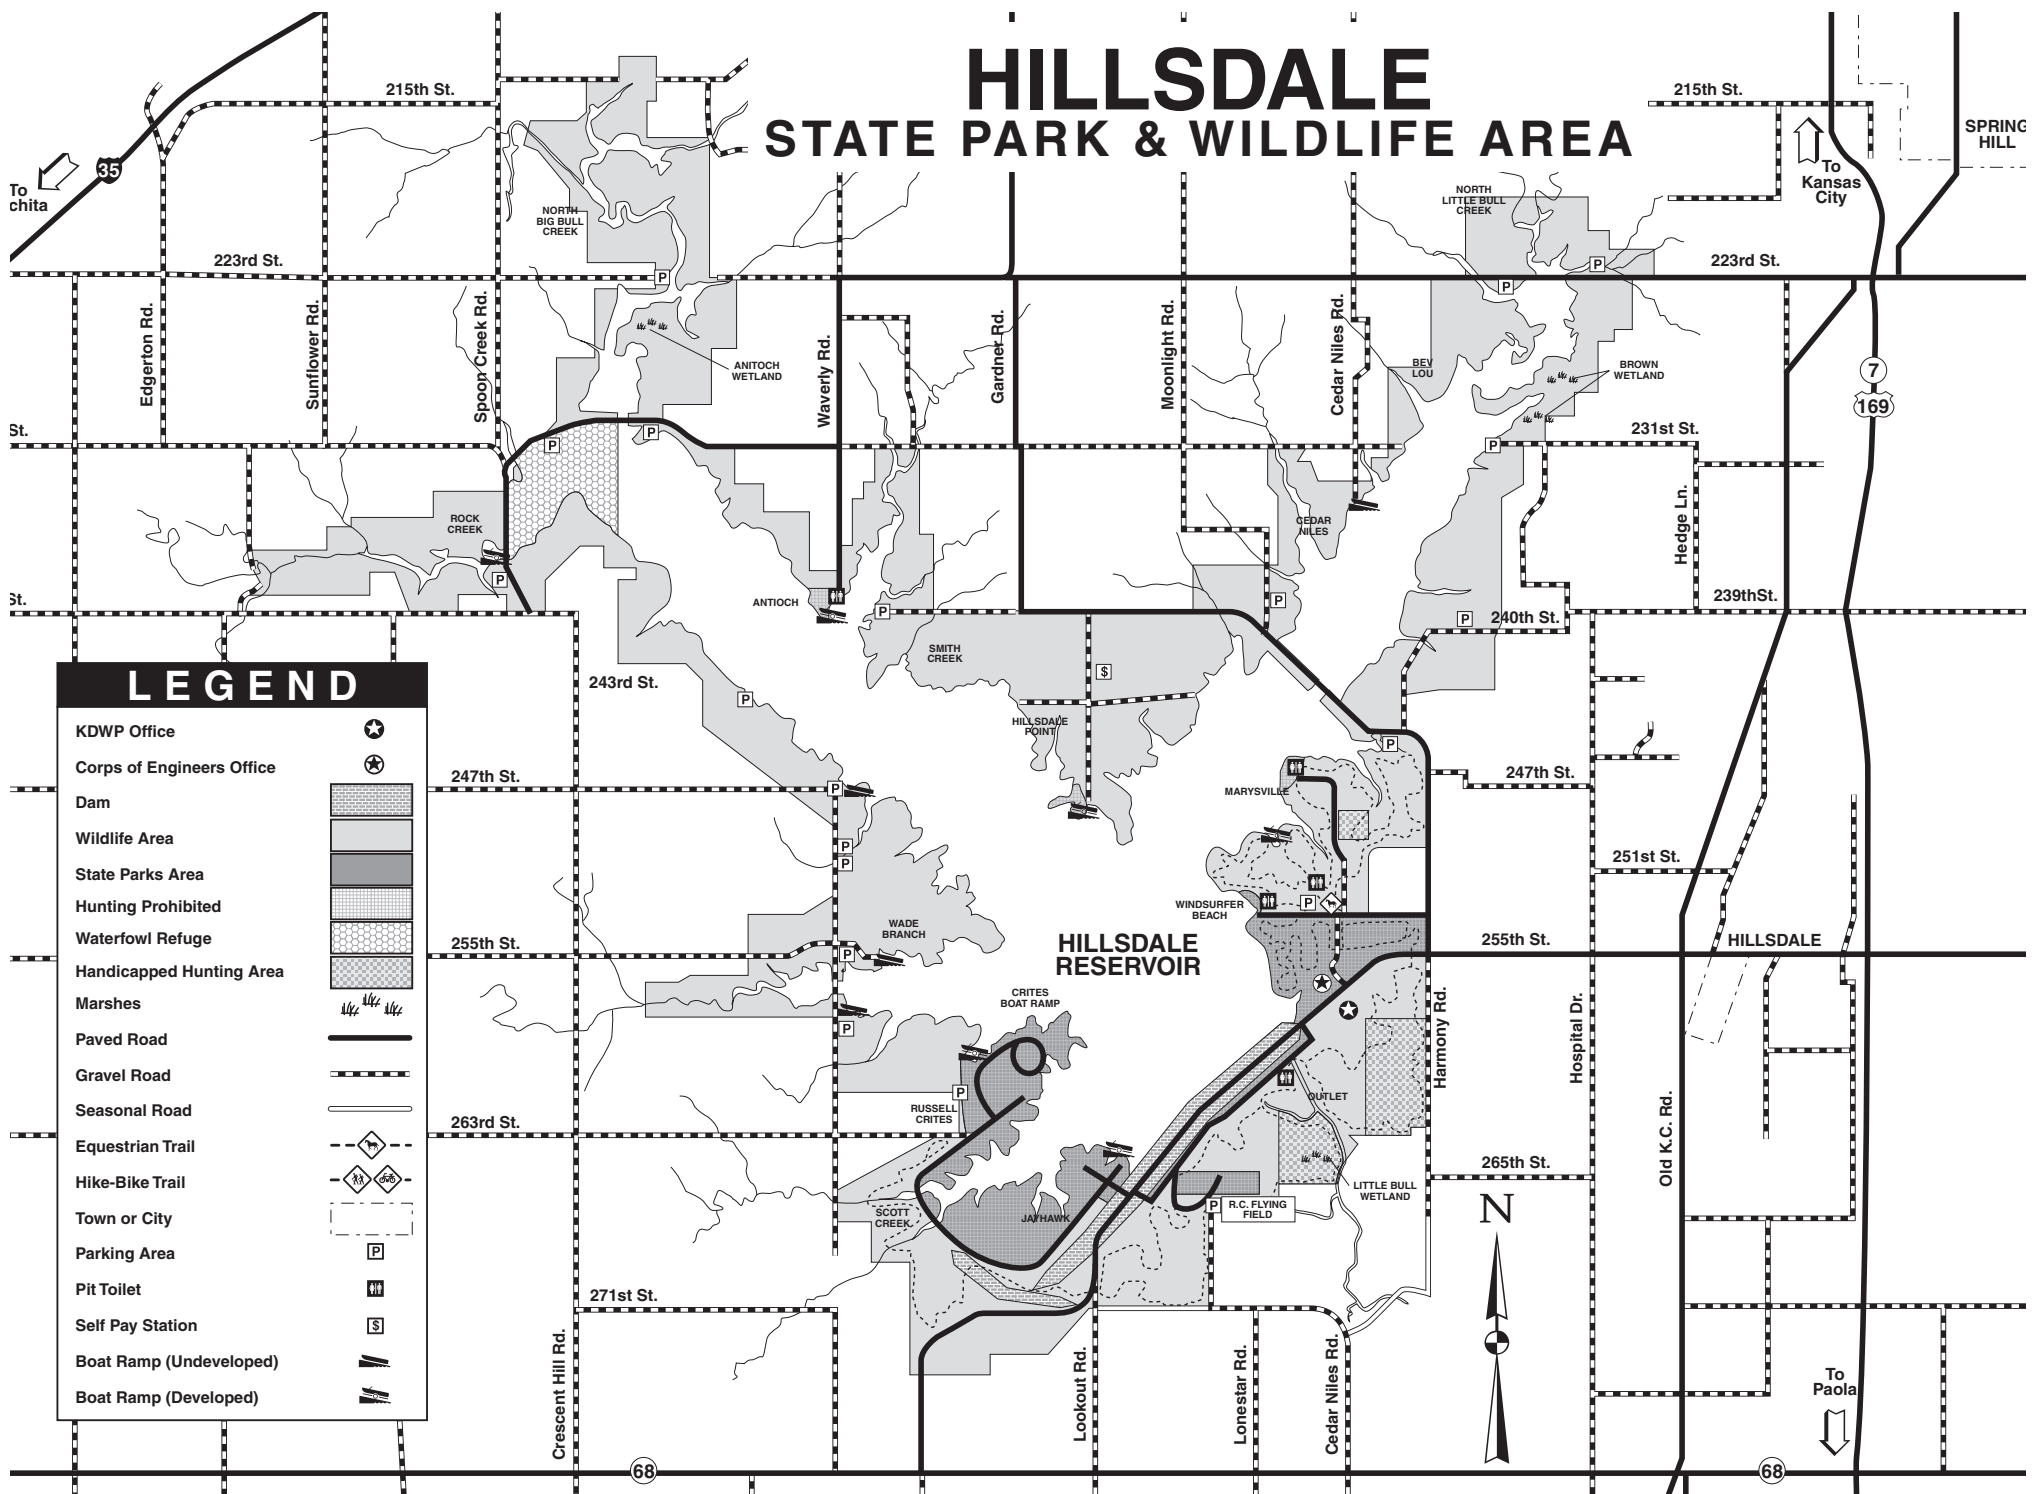 HILLSDALE
STATE PARK & WILDLIFE AREA
215th St.
215th St.
SPRING
HILL
35
To
chita
To
Kansas
City
NORTH
BIG BULL
CREEK
NORTH
LITTLE BULL
CREEK
223rd St.
223rd St.
P
P
P
Edgerton Rd.
Sunflower Rd.
Spoon Creek Rd.
Waverly Rd.
Gardner Rd.
Moonlight Rd.
Cedar Niles Rd.
ANITOCH
WETLAND
BEV
LOU
BROWN
WETLAND
7
169
St.
231st St.
P
P
P
ROCK
CREEK
CEDAR
NILES
Hedge Ln.
P
St.
ANTIOCH
P
P
P
239thSt.
240th St.
SMITH
CREEK
$
243rd St.
P
HILLSDALE
POINT
P
LEGEND
KDWP Office
Corps of Engineers Office
Dam
Wildlife Area
State Parks Area
Hunting Prohibited
Waterfowl Refuge
Handicapped Hunting Area
Marshes
Paved Road
Gravel Road
Seasonal Road
Equestrian Trail
Hike-Bike Trail
Town or City
Parking Area
P
Pit Toilet
Self Pay Station
$
Boat Ramp (Undeveloped)
Boat Ramp (Developed)
247th St.
P
247th St.
MARYSVILLE
P
P
251st St.
WINDSURFER
BEACH
P
WADE
BRANCH
255th St.
P
HILLSDALE
RESERVOIR
255th St.
HILLSDALE
CRITES
BOAT RAMP
P
Harmony Rd.
Hospital Dr.
Old K.C. Rd.
P
RUSSELL
CRITES
OUTLET
263rd St.
265th St.
LITTLE BULL
WETLAND
P
R.C. FLYING
FIELD
SCOTT
CREEK
JAYHAWK
N
271st St.
Crescent Hill Rd.
Lookout Rd.
Lonestar Rd.
Cedar Niles Rd.
To
Paola
68
68